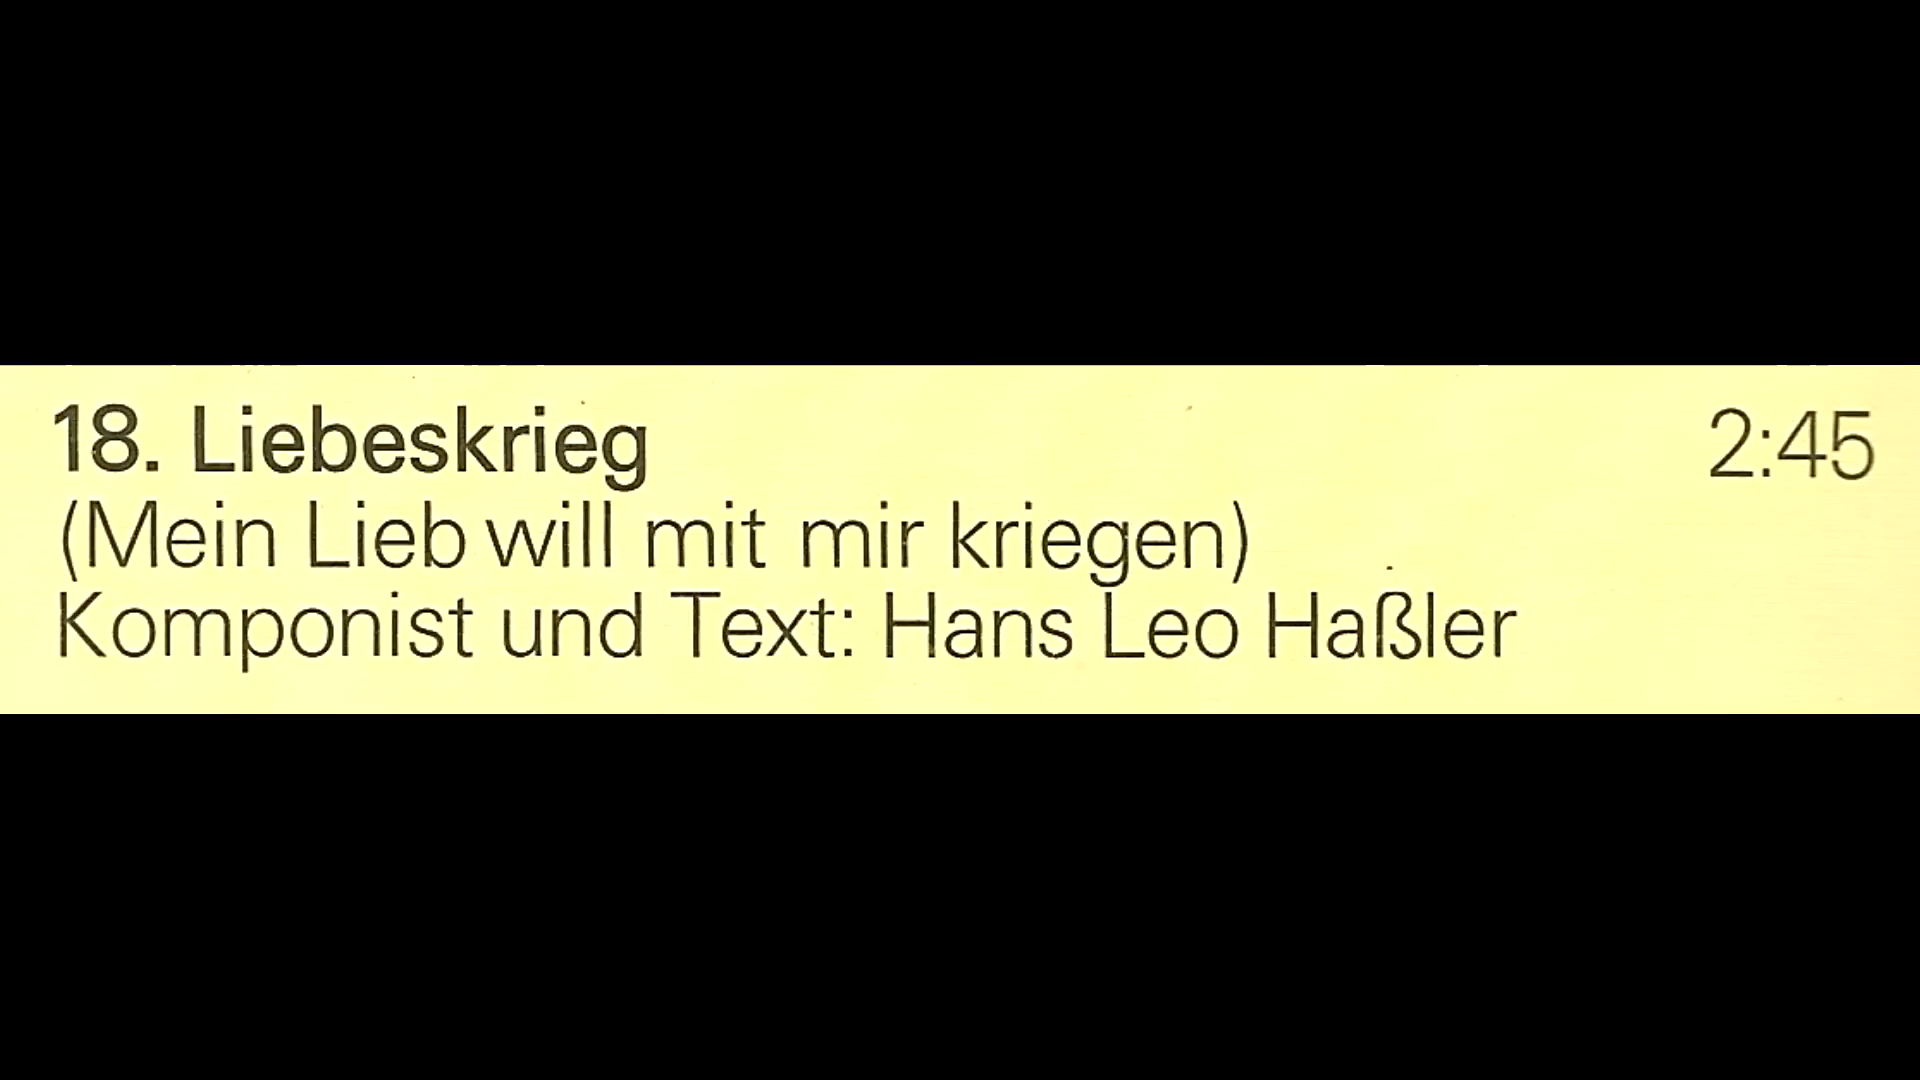 18. Liebeskrieg 2:45
(Mein Lieb will mit mir kriegen)
Komponist und Text: Hans Leo Haßler